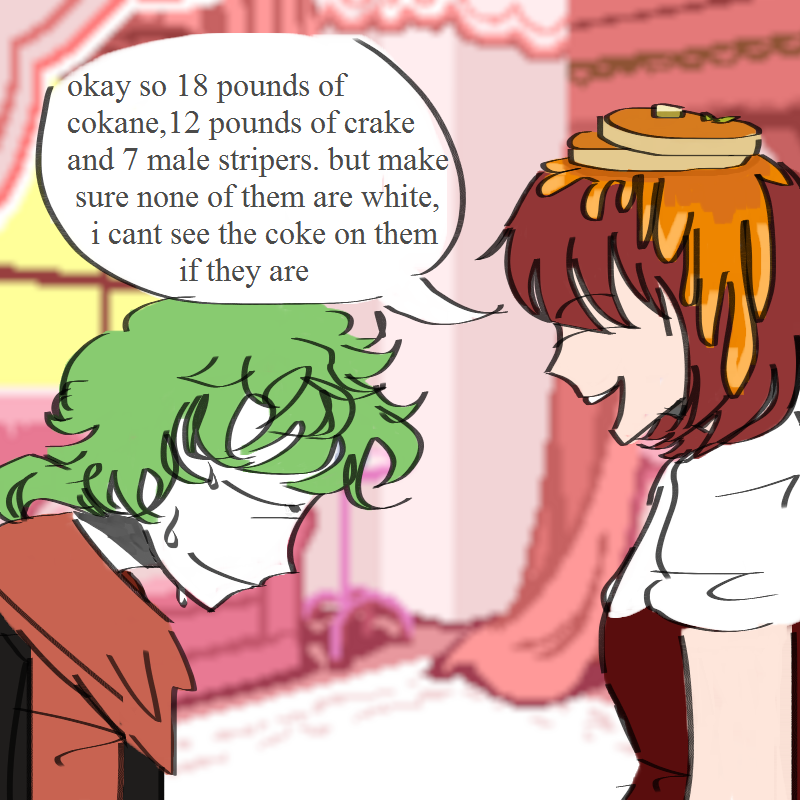 okay so 18 pounds of
cokane,12 pounds of crake
and 7 male stripers. but make
sure none of them are white,
i cant see the coke on them
if they are